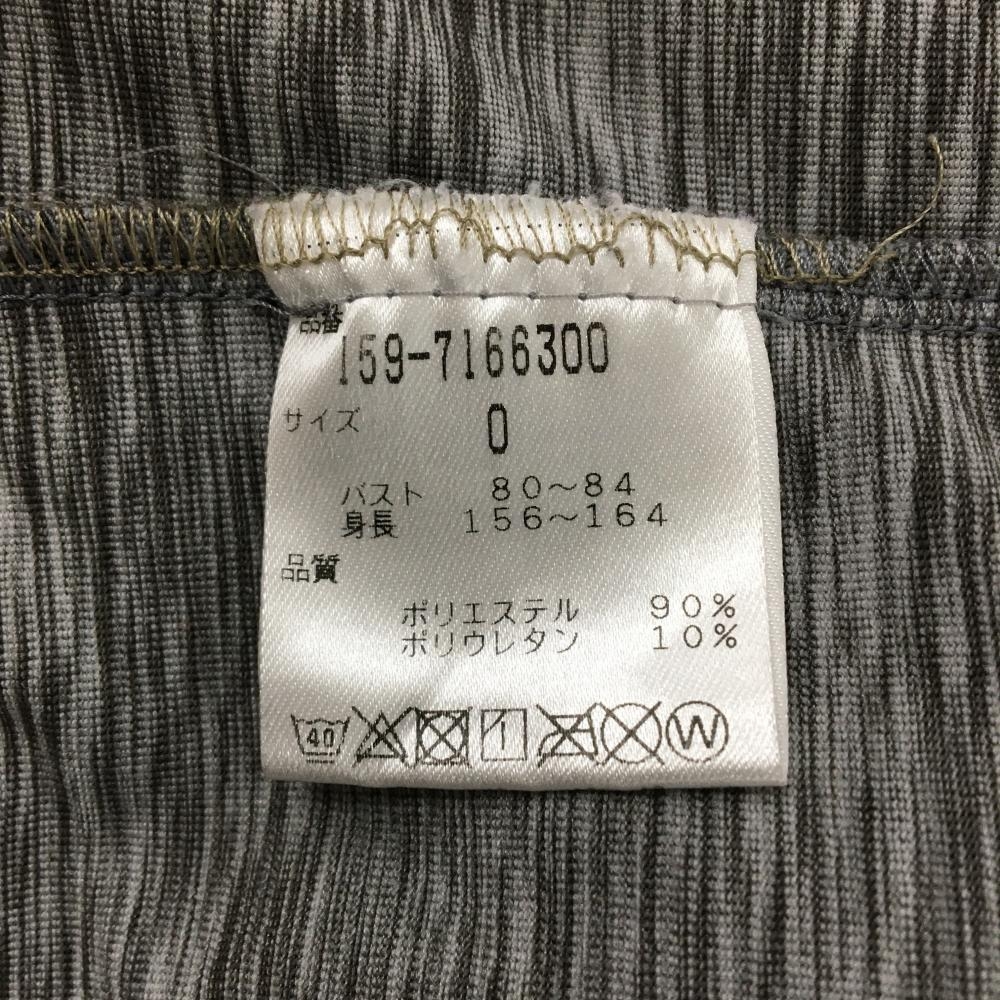 品番
159-7166300
サイズ 0
バスト 80～84
身長 156～164
品質
ポリエステル 90%
ポリウレタン 10%
40 W